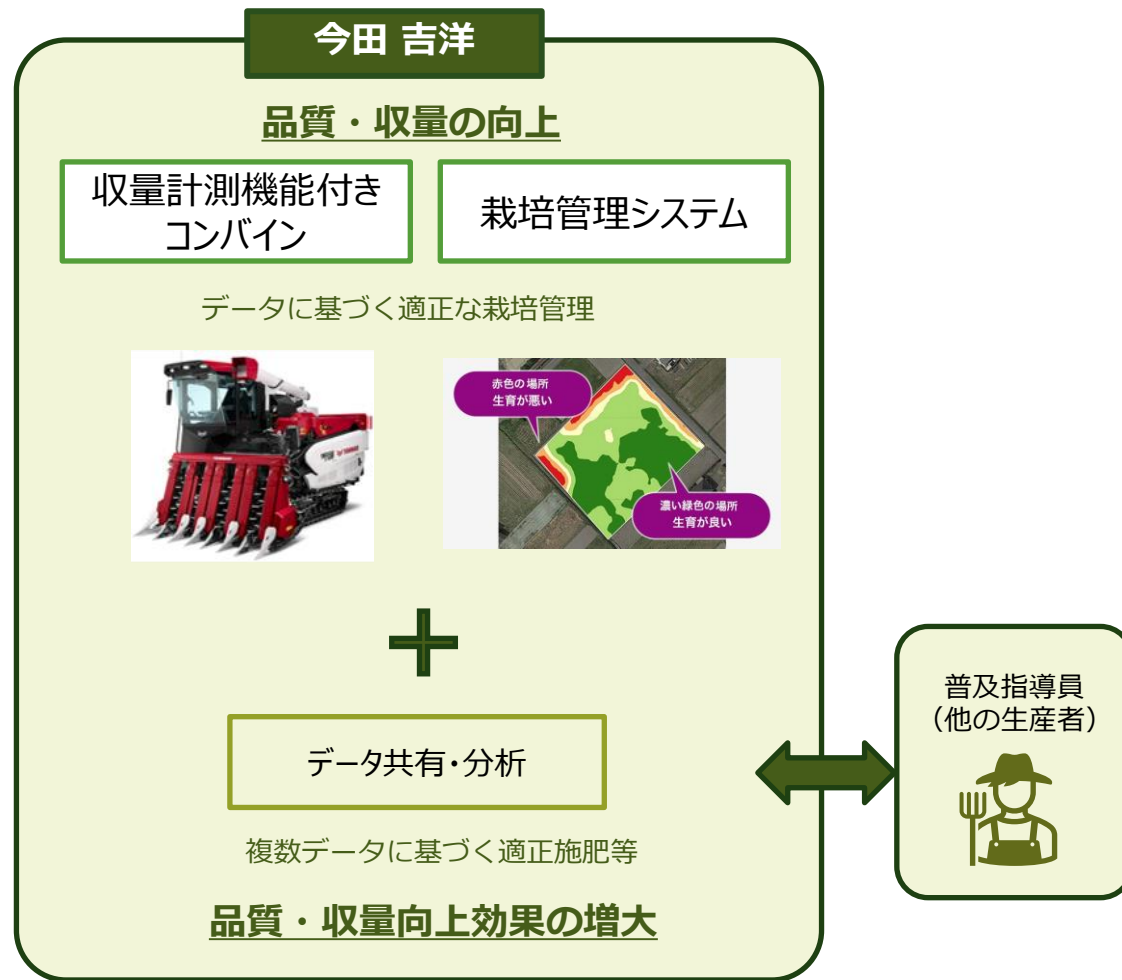 今田 吉洋
品質・収量の向上
収量計測機能付き
コンバイン
栽培管理システム
データに基づく適正な栽培管理
赤色の場所
生育が悪い
濃い緑色の場所
生育が良い
データ共有・分析
複数データに基づく適正施肥等
品質・収量向上効果の増大
普及指導員
（他の生産者）